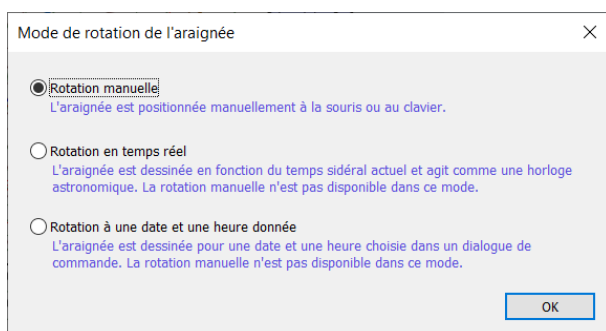 Mode de rotation de l'araignée
Rotation manuelle
L'araignée est positionnée manuellement à la souris ou au clavier.
Rotation en temps réel
L'araignée est dessinée en fonction du temps sidéral actuel et agit comme une horloge
astronomique. La rotation manuelle n'est pas disponible dans ce mode.
Rotation à une date et une heure donnée
L'araignée est dessinée pour une date et une heure choisie dans un dialogue de
commande. La rotation manuelle n'est pas disponible dans ce mode.
OK